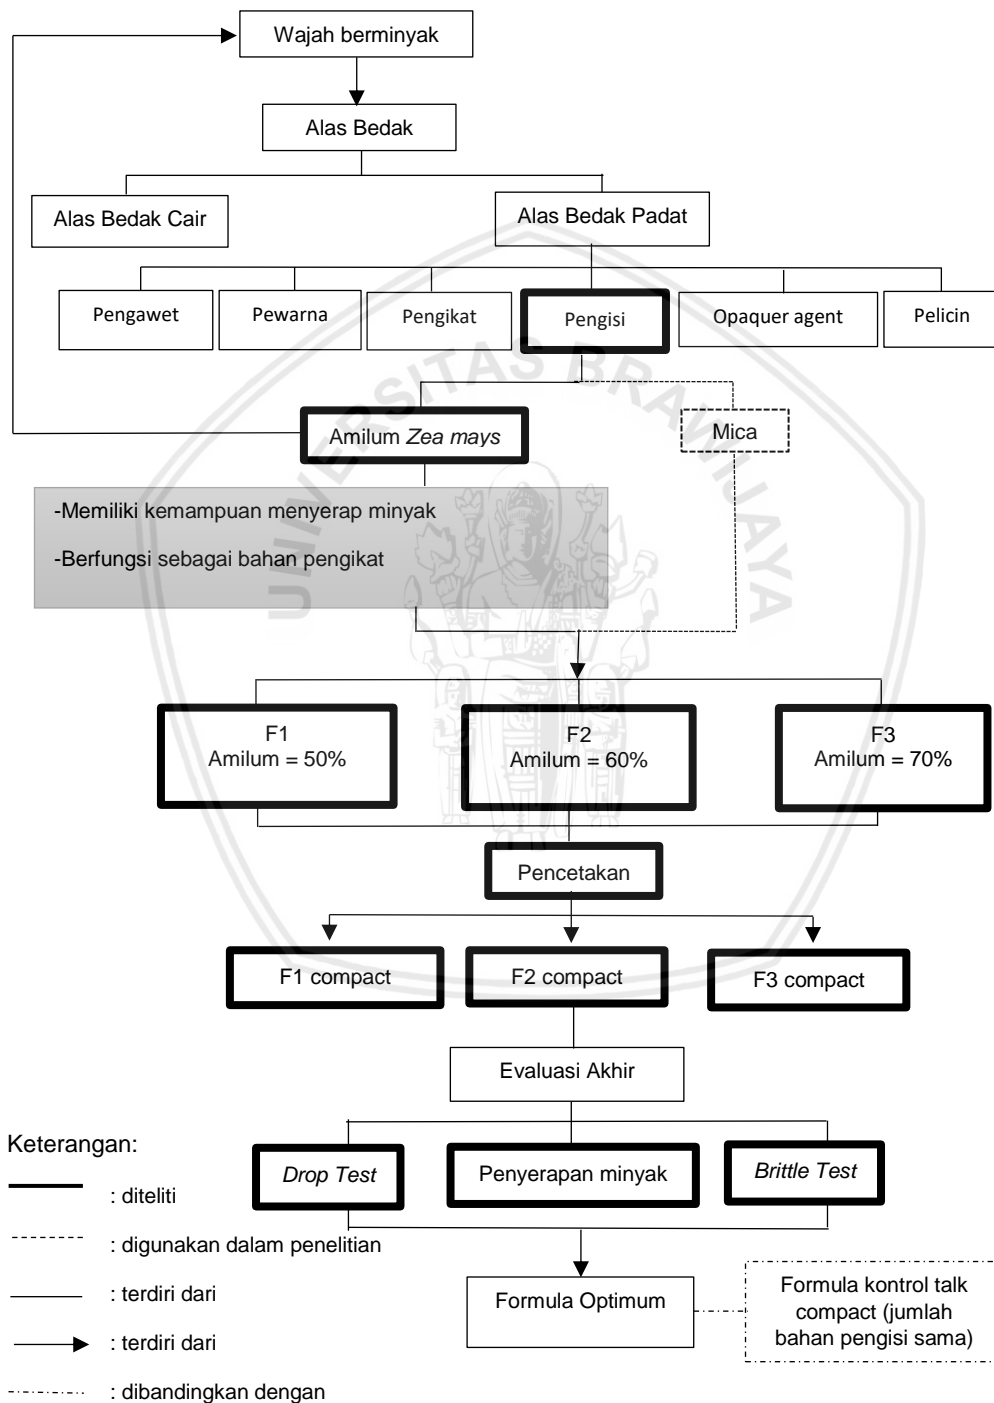 Wajah berminyak
Alas Bedak
Alas Bedak Cair
Alas Bedak Padat
Pengawet
Pewarna
Pengikat
Pengisi
Opaquer agent
Pelicin
Amilum Zea mays
Mica
-Memiliki kemampuan menyerap minyak
-Berfungsi sebagai bahan pengikat
UNIVERSITAS BRAWIJAYA
F1
Amilum = 50%
F2
Amilum = 60%
F3
Amilum = 70%
Pencetakan
F1 compact
F2 compact
F3 compact
Evaluasi Akhir
Drop Test
Penyerapan minyak
Brittle Test
Formula Optimum
Formula kontrol talk
compact (jumlah
bahan pengisi sama)
Keterangan:
: diteliti
: digunakan dalam penelitian
: terdiri dari
: terdiri dari
: dibandingkan dengan